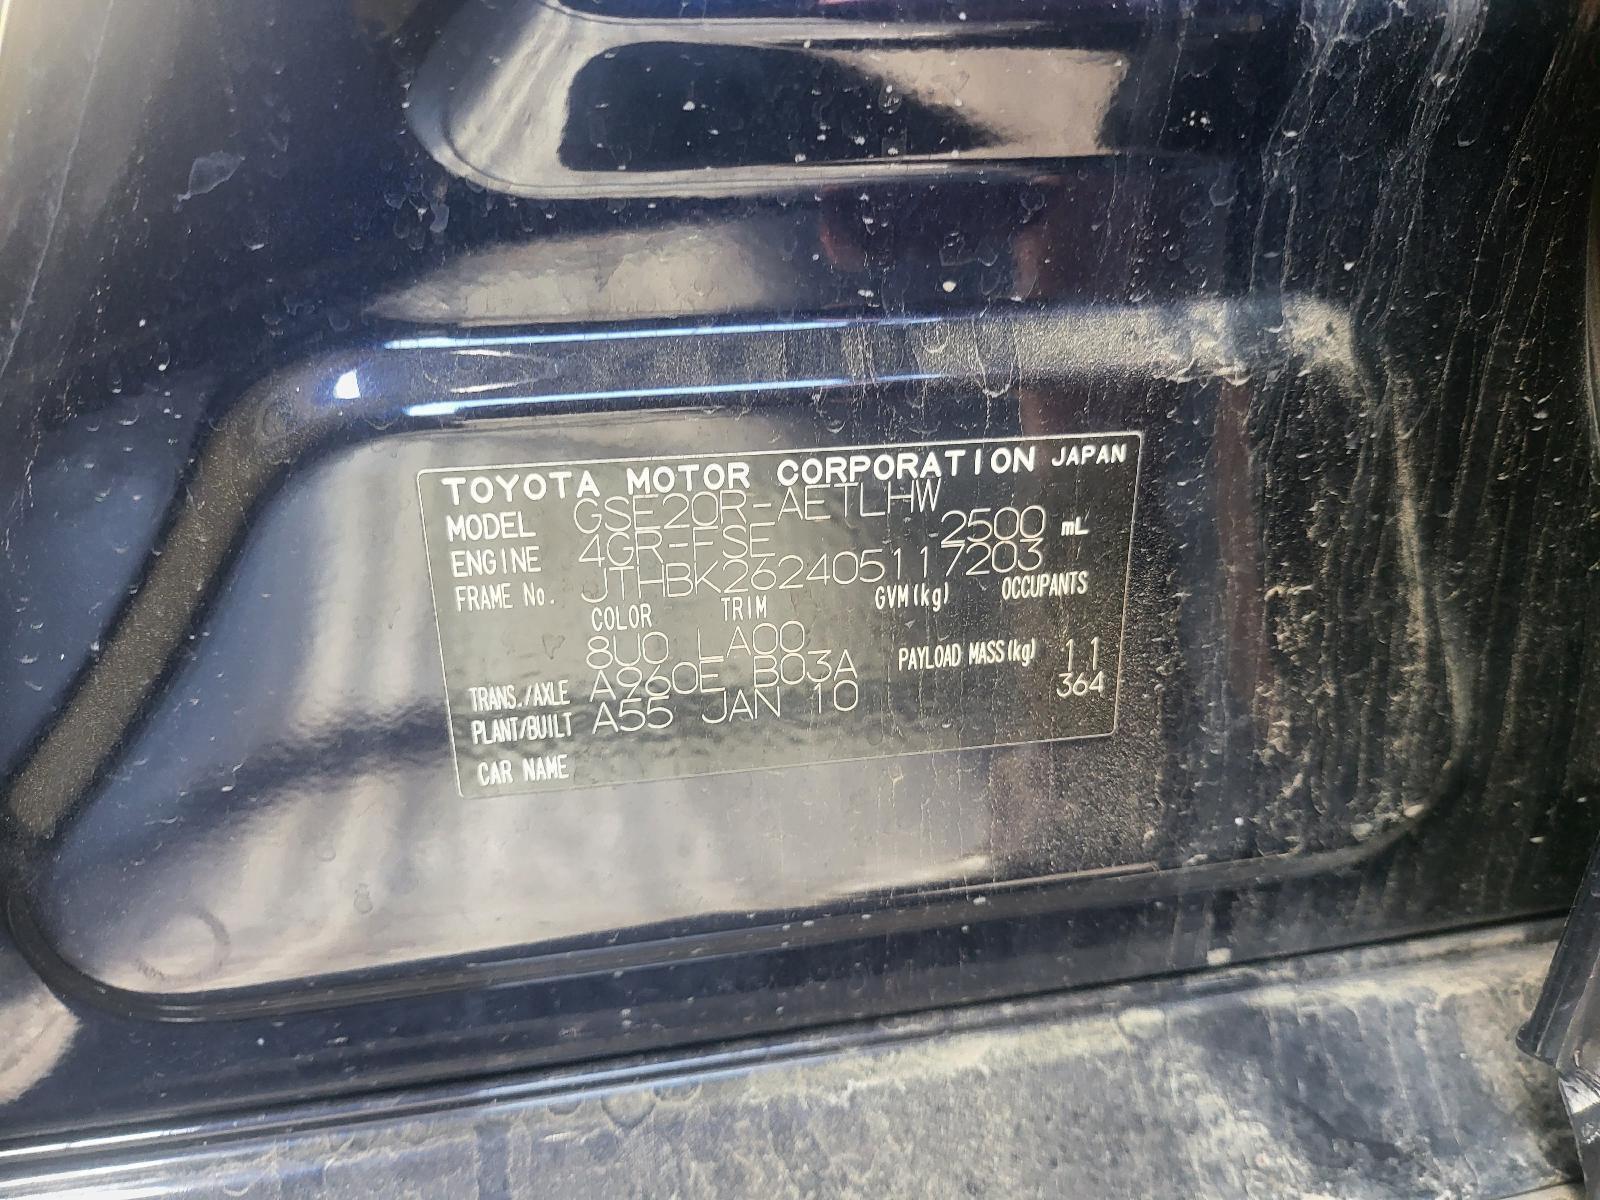 TOYOTA MOTOR CORPORATION JAPAN
MODEL GSE20R-AETLHW
ENGINE 4GR-FSE 2500 mL
FRAME No. JTHBK262405117203
COLOR TRIM GVM(kg) OCCUPANTS
8U0 LA00
TRANS./AXLE A960E B03A PAYLOAD MASS(kg) 11
PLANT/BUILT A55 JAN 10 364
CAR NAME